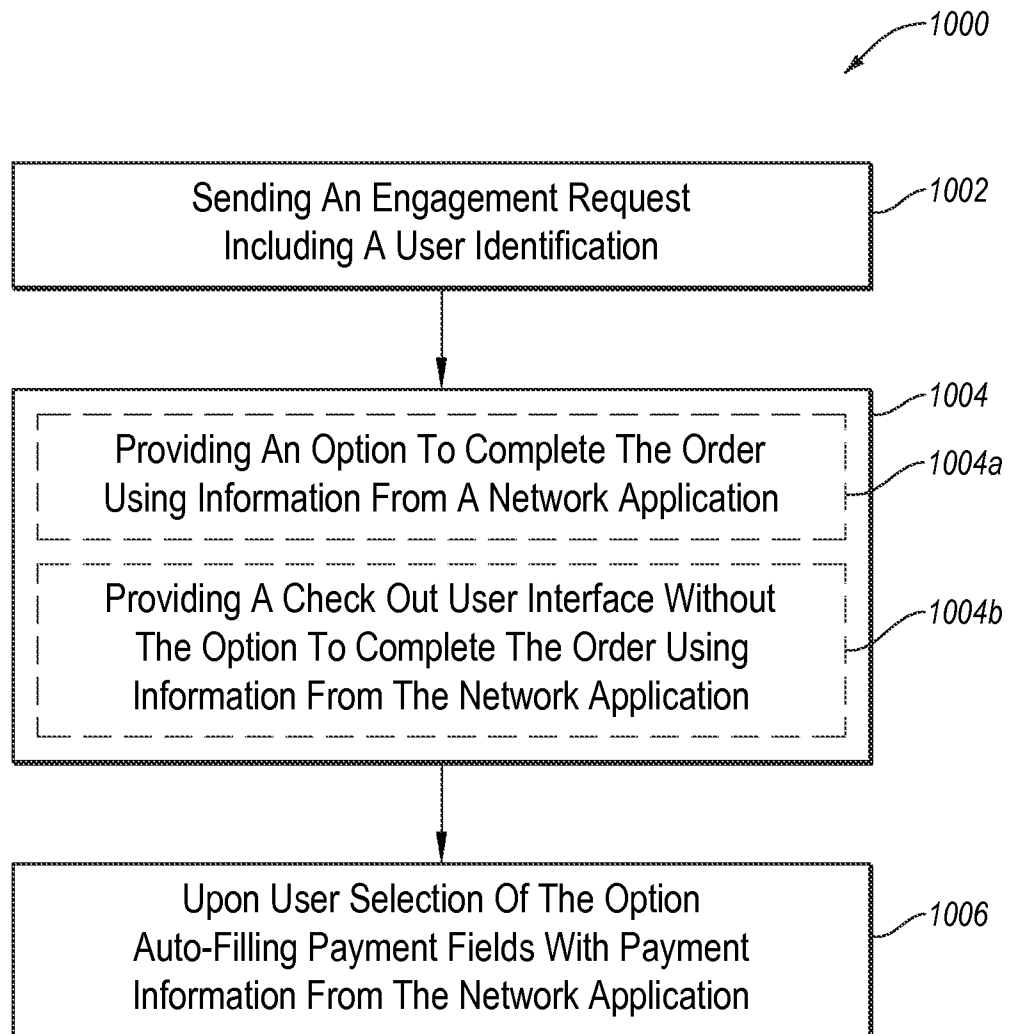 1000
Sending An Engagement Request
Including A User Identification
1002
1004
Providing An Option To Complete The Order
Using Information From A Network Application
1004a
Providing A Check Out User Interface Without
The Option To Complete The Order Using
Information From The Network Application
1004b
Upon User Selection Of The Option
Auto-Filling Payment Fields With Payment
Information From The Network Application
1006